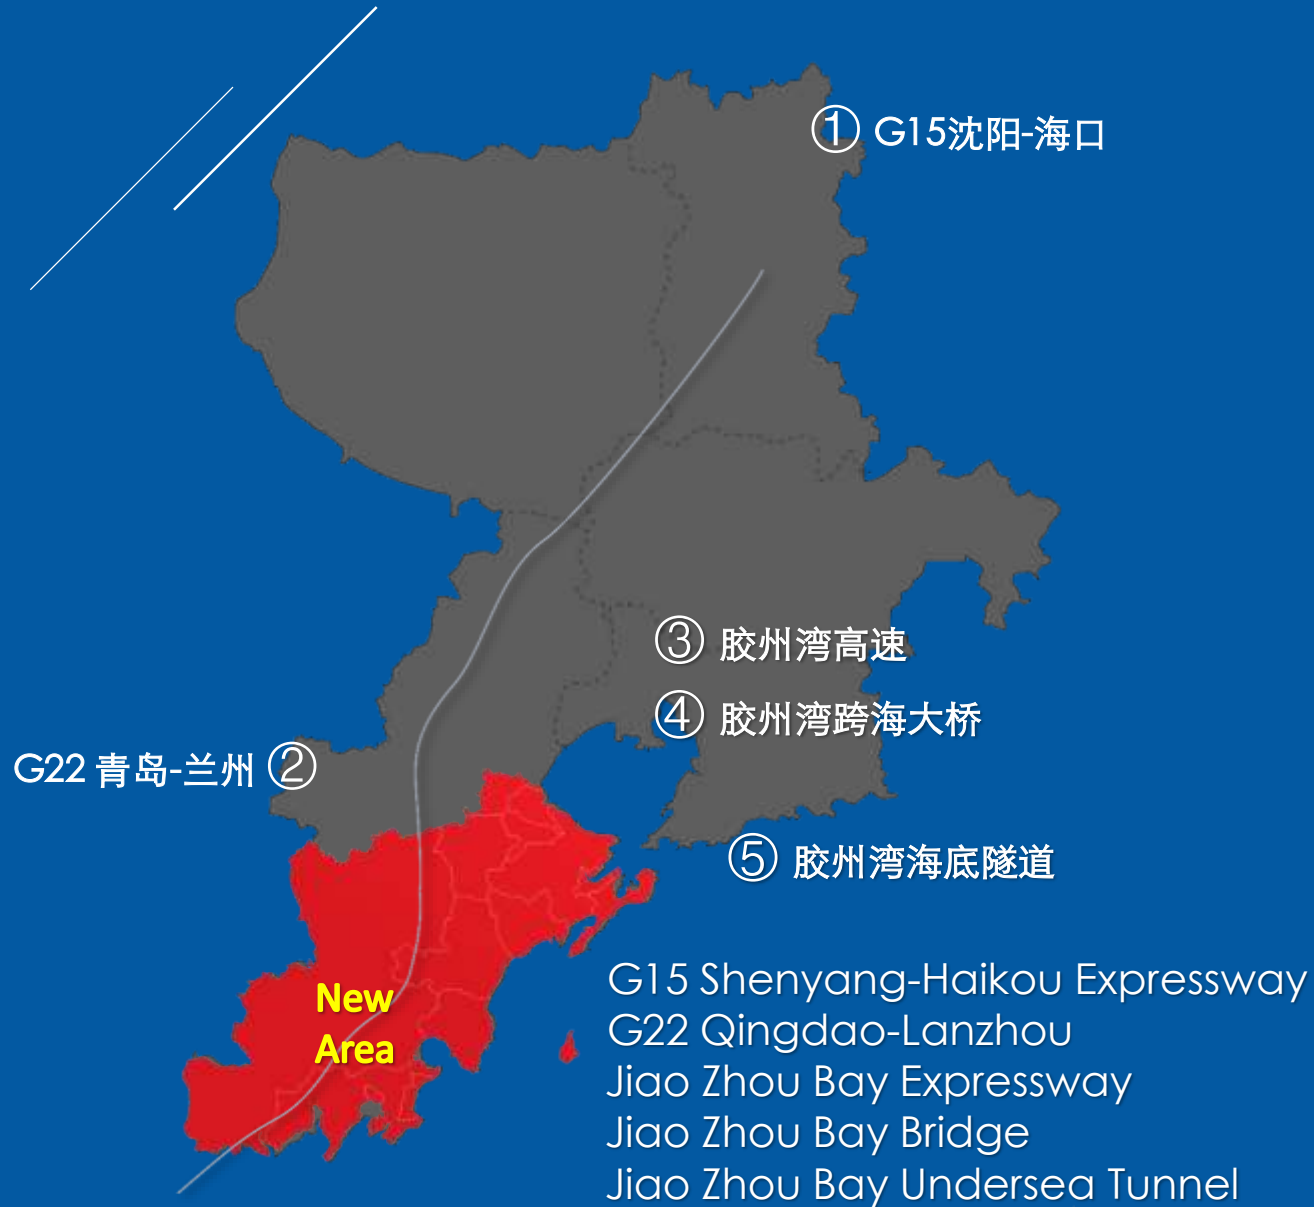 ① G15沈阳-海口
③ 胶州湾高速
④ 胶州湾跨海大桥
G22 青岛-兰州 ②
⑤ 胶州湾海底隧道
New
Area
G15 Shenyang-Haikou Expressway
G22 Qingdao-Lanzhou
Jiao Zhou Bay Expressway
Jiao Zhou Bay Bridge
Jiao Zhou Bay Undersea Tunnel